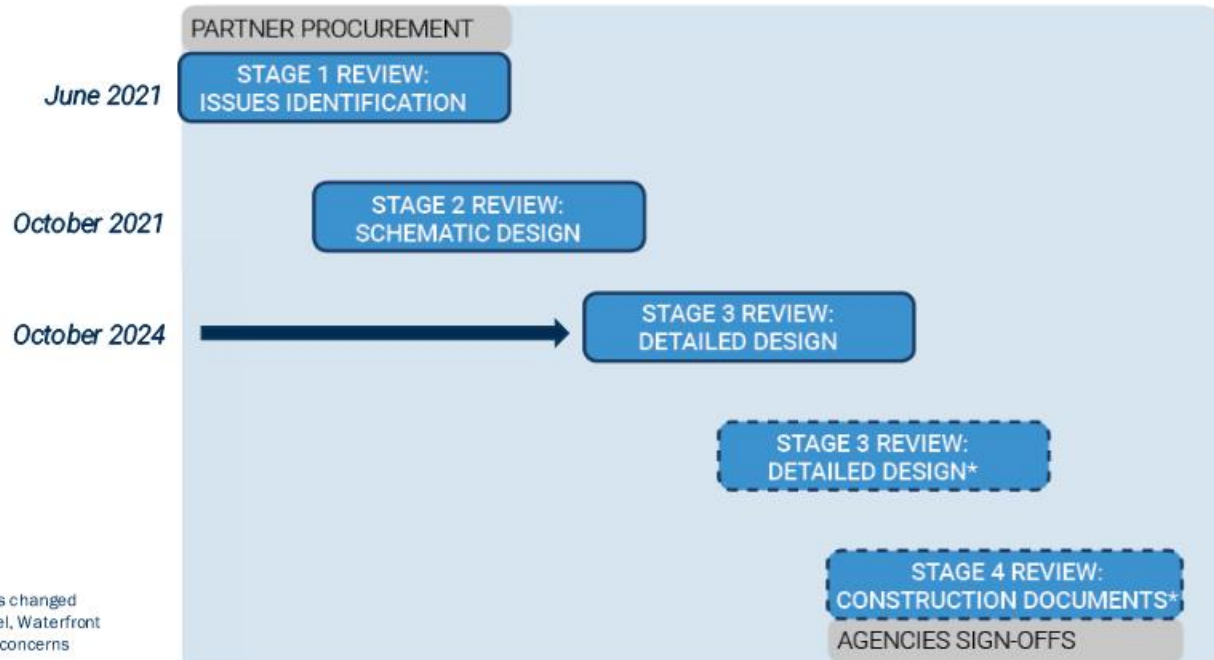 PARTNER PROCUREMENT
June 2021
STAGE 1 REVIEW:
ISSUES IDENTIFICATION
October 2021
STAGE 2 REVIEW:
SCHEMATIC DESIGN
October 2024
STAGE 3 REVIEW:
DETAILED DESIGN
STAGE 3 REVIEW:
DETAILED DESIGN*
STAGE 4 REVIEW:
CONSTRUCTION DOCUMENTS*
AGENCIES SIGN-OFFS
changed
Waterfront
concerns